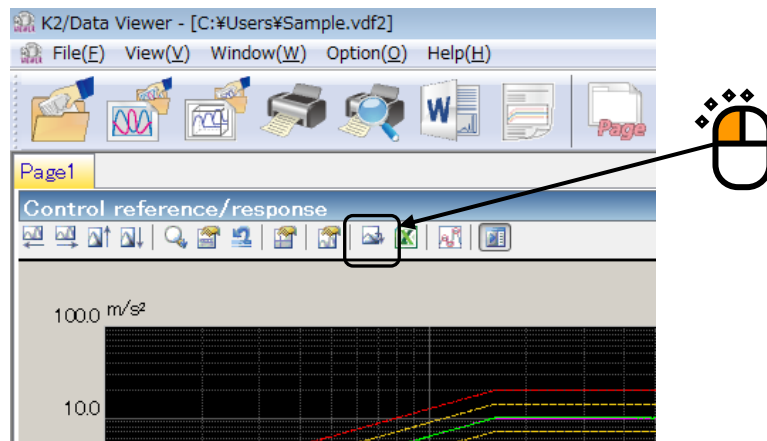 K2/Data Viewer - [C:¥Users¥Sample.vdf2]
File(F) View(V) Window(W) Option(O) Help(H)
W
Page
Page1
Control reference/response
100.0 m/s²
10.0